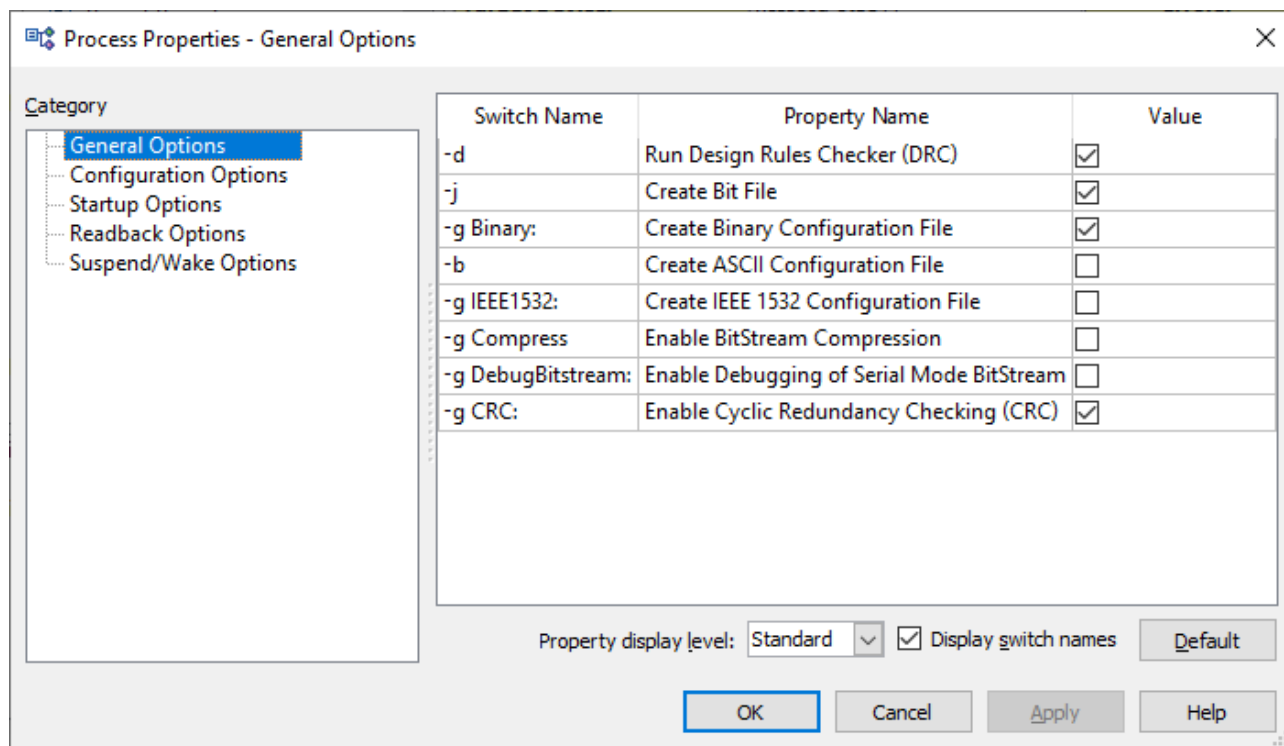 Process Properties - General Options
Category
General Options
Configuration Options
Startup Options
Readback Options
Suspend/Wake Options
Switch Name Property Name Value
-d Run Design Rules Checker (DRC)
-j Create Bit File
-g Binary: Create Binary Configuration File
-b Create ASCII Configuration File
-g IEEE1532: Create IEEE 1532 Configuration File
-g Compress Enable BitStream Compression
-g DebugBitstream: Enable Debugging of Serial Mode BitStream
-g CRC: Enable Cyclic Redundancy Checking (CRC)
Property display level: Standard Display switch names Default
OK Cancel Apply Help